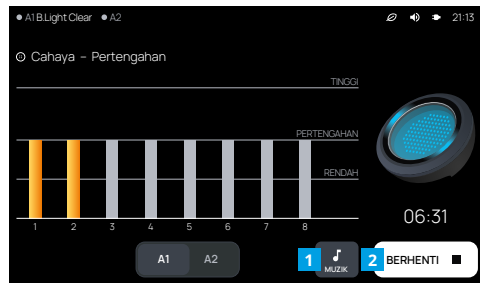 A1 B.Light Clear A2 21:13
Cahaya – Pertengahan
TINGGI
PERTENGAHAN
RENDAH
1 2 3 4 5 6 7 8
06:31
A1 A2
1 MUZIK
2 BERHENTI